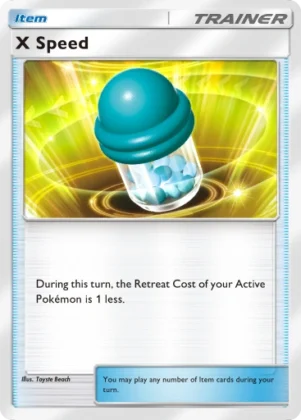 Item
TRAINER
X Speed
During this turn, the Retreat Cost of your Active
Pokémon is 1 less.
Illus. Toyste Beach
You may play any number of Item cards during your
turn.